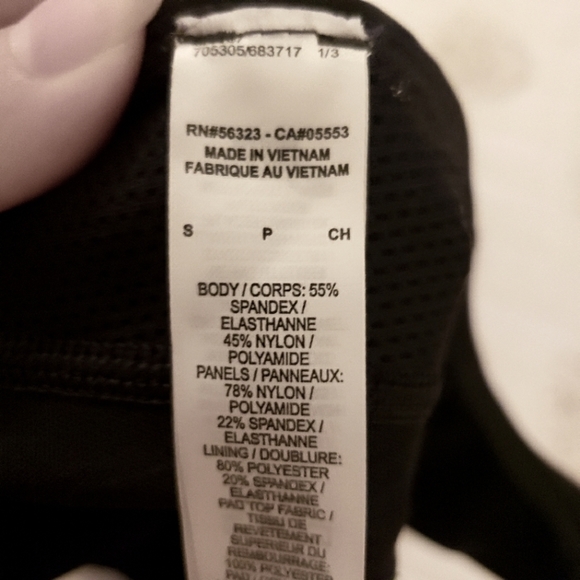 705305/683717 1/3
RN#56323 - CA#05553
MADE IN VIETNAM
FABRIQUE AU VIETNAM
S P CH
BODY / CORPS: 55%
SPANDEX /
ELASTHANNE
45% NYLON /
POLYAMIDE
PANELS / PANNEAUX:
78% NYLON /
POLYAMIDE
22% SPANDEX /
ELASTHANNE
LINING / DOUBLURE:
80% POLYESTER
20% SPANDEX /
ELASTHANNE
PAD TOP FABRIC /
TISSU DE
REVETEMENT
SUPERIEUR DU
REMBOURRAGE:
100% POLYESTER